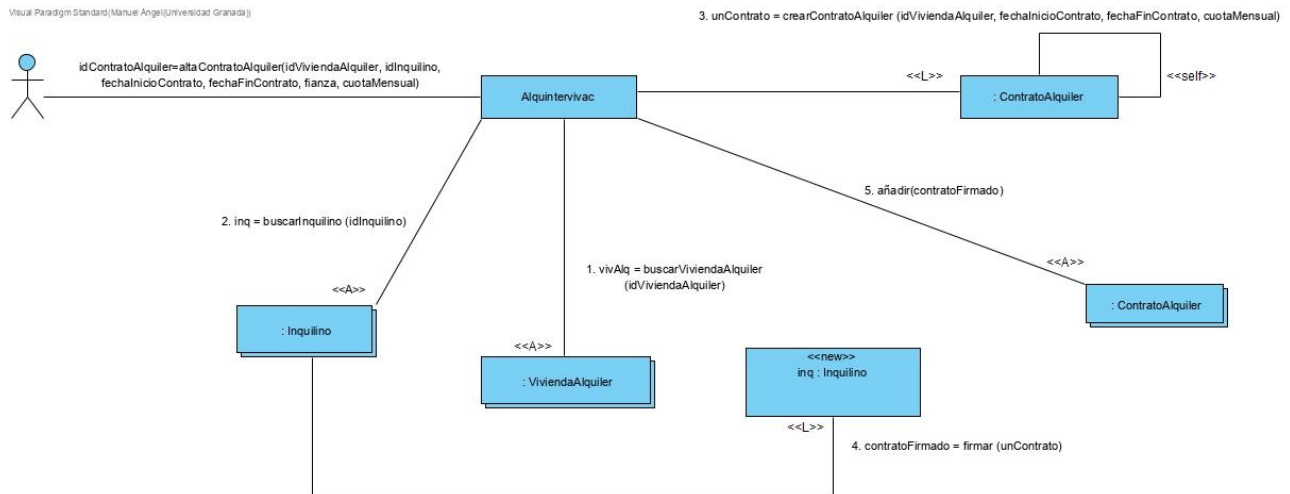 Visual Paradigm Standard(Manuel Ángel(Universidad Granada))
3. unContrato = crearContratoAlquiler (idViviendaAlquiler, fechaInicioContrato, fechaFinContrato, cuotaMensual)
idContratoAlquiler=altaContratoAlquiler(idViviendaAlquiler, idInquilino,
fechaInicioContrato, fechaFinContrato, fianza, cuotaMensual)
<<L>>
<<self>>
Alquintervivac
: ContratoAlquiler
5. añadir(contratoFirmado)
2. inq = buscarInquilino (idInquilino)
1. vivAlq = buscarViviendaAlquiler
(idViviendaAlquiler)
<<A>>
<<A>>
: ContratoAlquiler
: Inquilino
<<A>>
<<new>>
inq : Inquilino
: ViviendaAlquiler
<<L>>
4. contratoFirmado = firmar (unContrato)